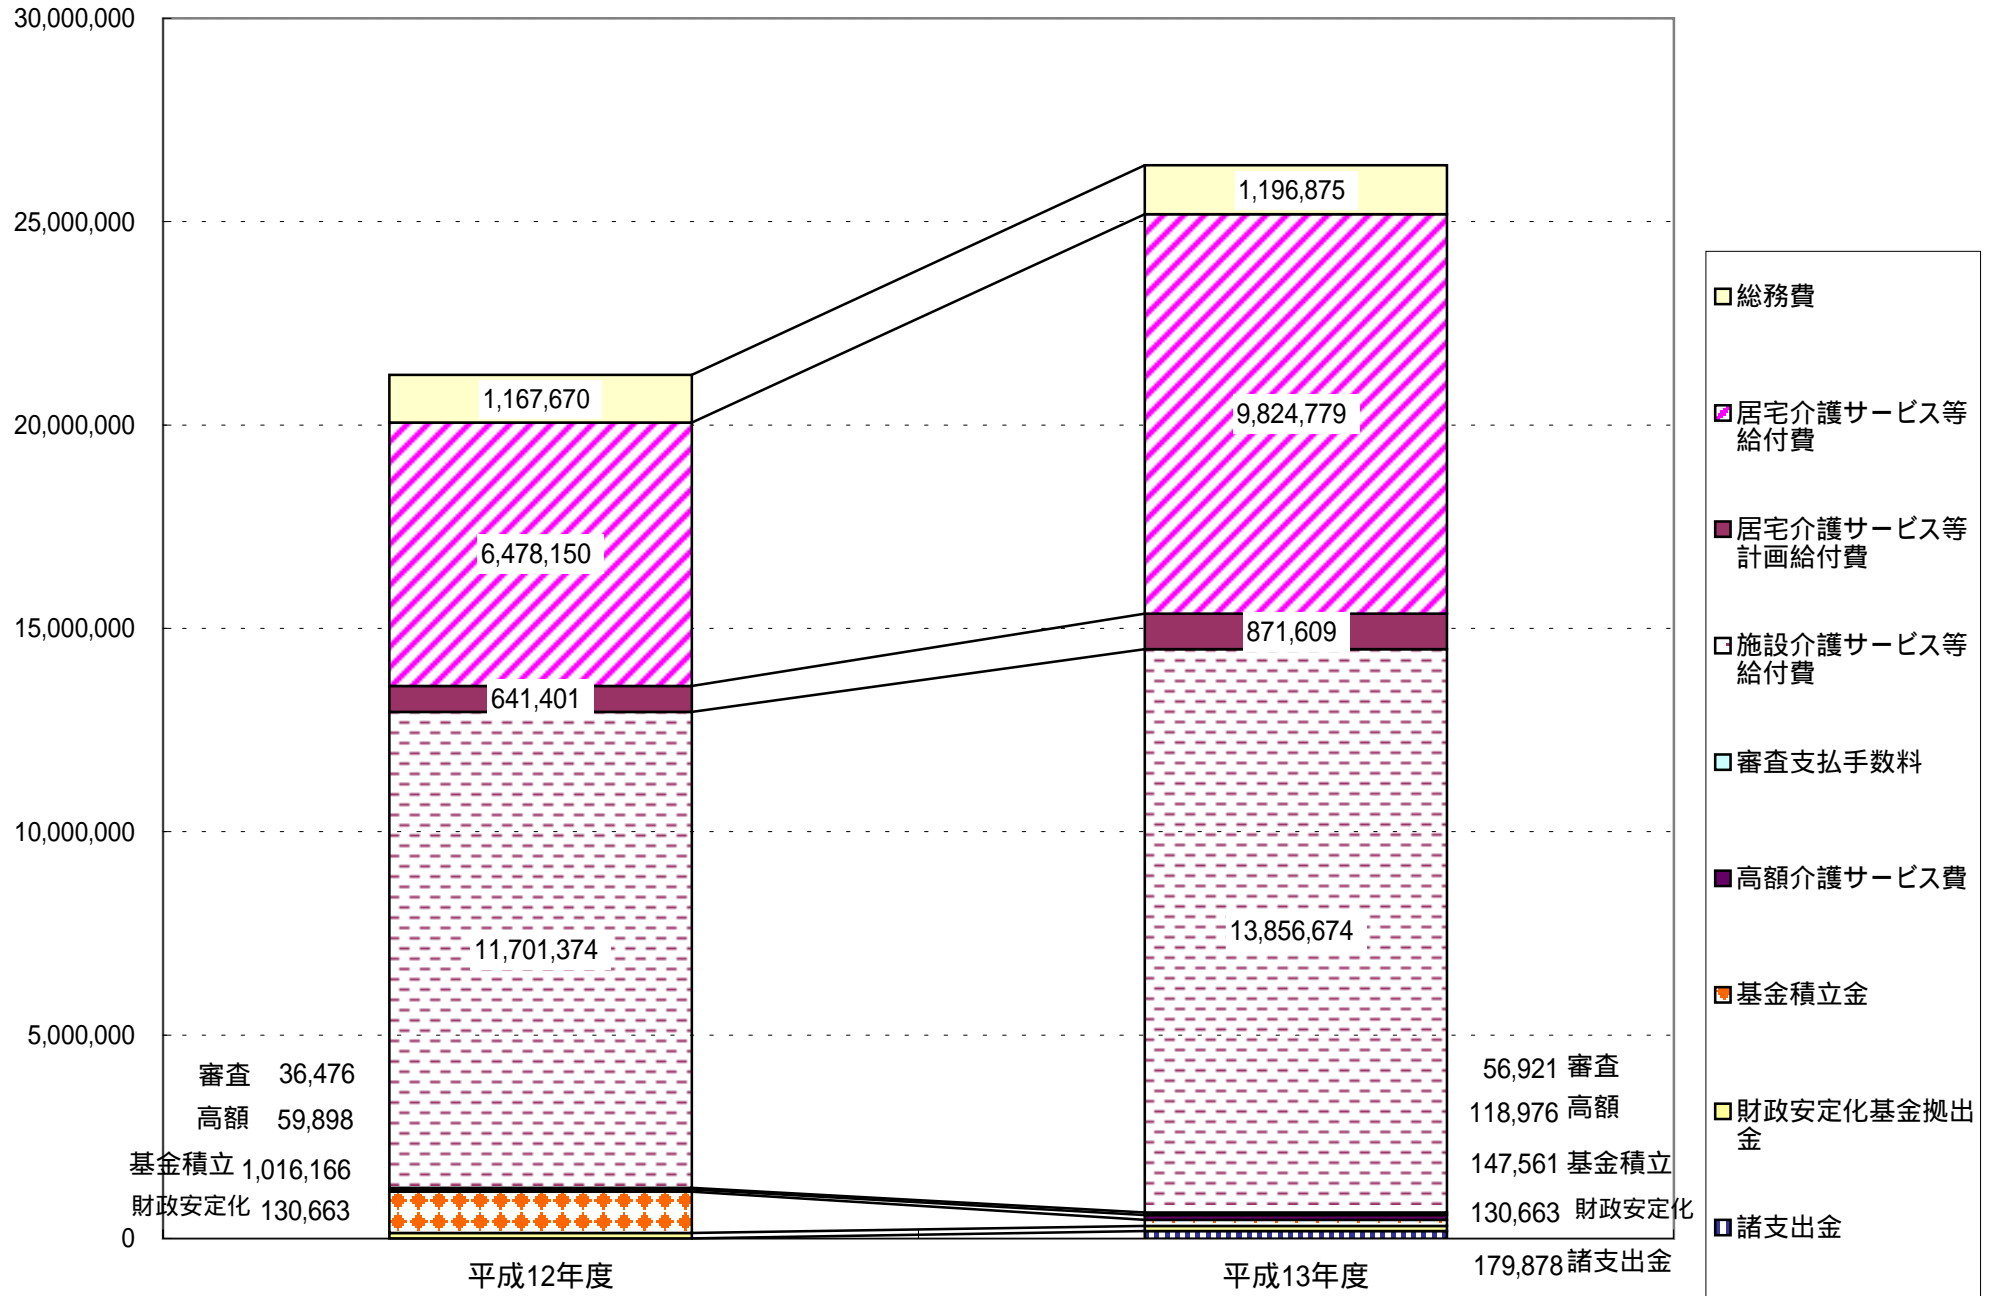 30,000,000
25,000,000
20,000,000
15,000,000
10,000,000
5,000,000
0
1,167,670
6,478,150
641,401
11,701,374
審査 36,476
高額 59,898
基金積立 1,016,166
財政安定化 130,663
平成12年度
1,196,875
9,824,779
871,609
13,856,674
56,921 審査
118,976 高額
147,561 基金積立
130,663 財政安定化
179,878 諸支出金
平成13年度
総務費
居宅介護サービス等
給付費
居宅介護サービス等
計画給付費
施設介護サービス等
給付費
審査支払手数料
高額介護サービス費
基金積立金
財政安定化基金拠出
金
諸支出金